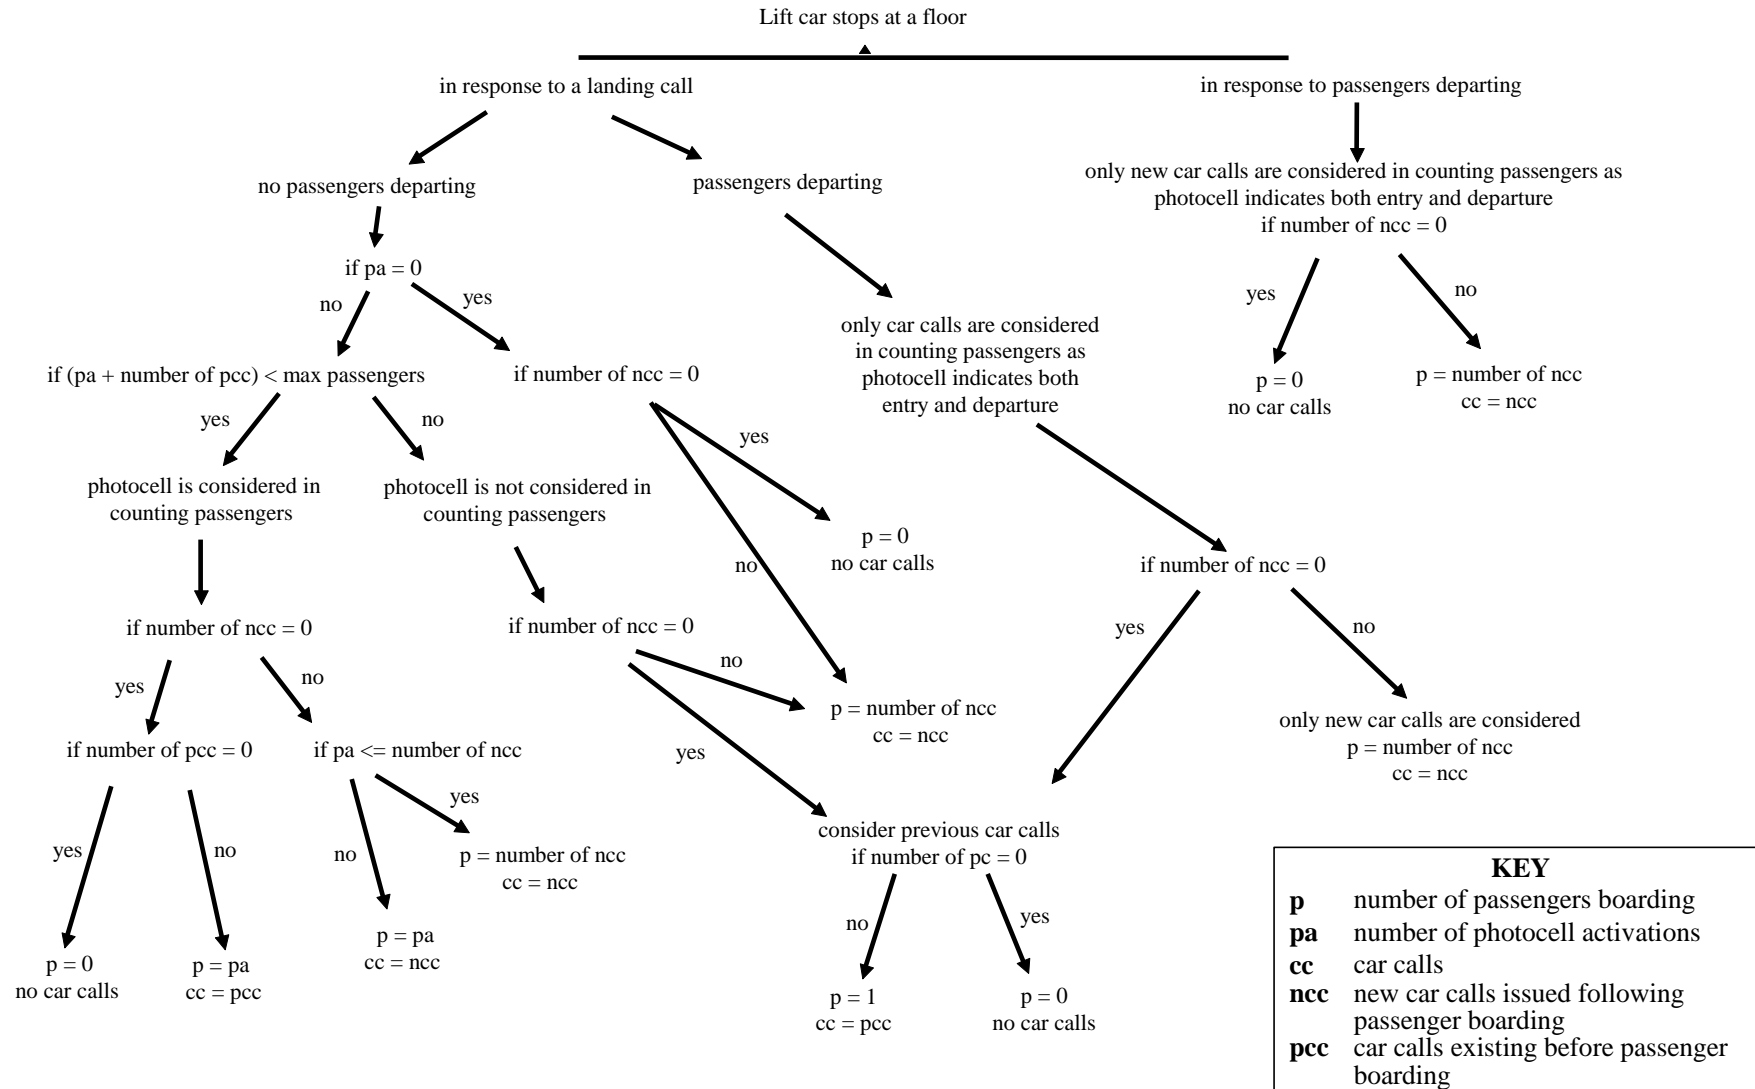 Lift car stops at a floor
in response to a landing call
in response to passengers departing
no passengers departing
passengers departing
only new car calls are considered in counting passengers as
photocell indicates both entry and departure
if number of ncc = 0
if pa = 0
no
yes
yes
no
if (pa + number of pcc) < max passengers
if number of ncc = 0
only car calls are considered
in counting passengers as
photocell indicates both
entry and departure
p = 0
no car calls
p = number of ncc
cc = ncc
yes
no
yes
photocell is considered in
counting passengers
photocell is not considered in
counting passengers
p = 0
no car calls
no
if number of ncc = 0
if number of ncc = 0
if number of ncc = 0
yes
no
no
yes
no
p = number of ncc
cc = ncc
only new car calls are considered
p = number of ncc
cc = ncc
if number of pcc = 0
if pa <= number of ncc
yes
yes
no
no
yes
p = number of ncc
cc = ncc
consider previous car calls
if number of pc = 0
no
yes
p = 0
no car calls
p = pa
cc = pcc
p = pa
cc = ncc
p = 1
cc = pcc
p = 0
no car calls
KEY
p number of passengers boarding
pa number of photocell activations
cc car calls
ncc new car calls issued following
passenger boarding
pcc car calls existing before passenger
boarding